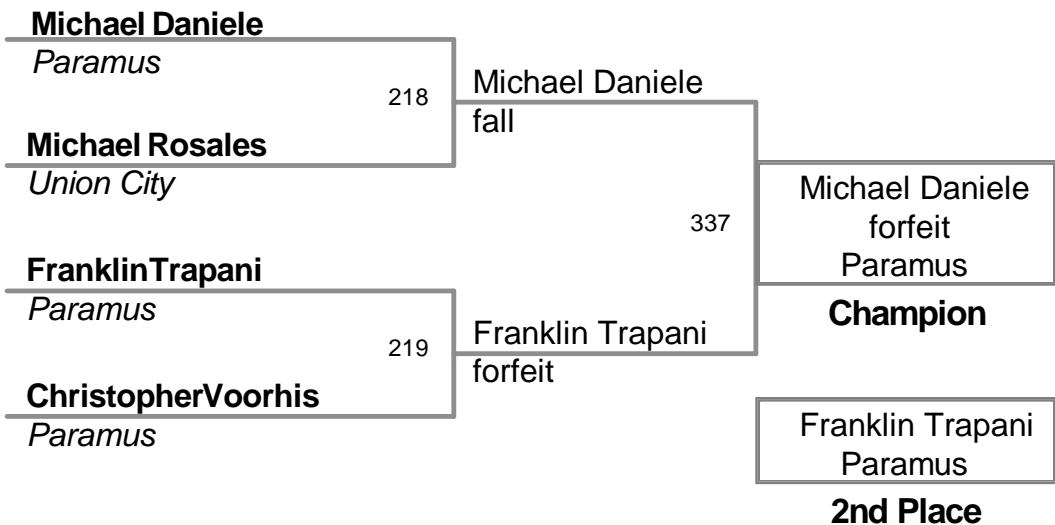 Michael Daniele
Paramus
218
Michael Daniele
fall
Michael Rosales
Union City
337
Michael Daniele
forfeit
Paramus
Champion
FranklinTrapani
Paramus
219
Franklin Trapani
forfeit
ChristopherVoorhis
Paramus
Franklin Trapani
Paramus
2nd Place